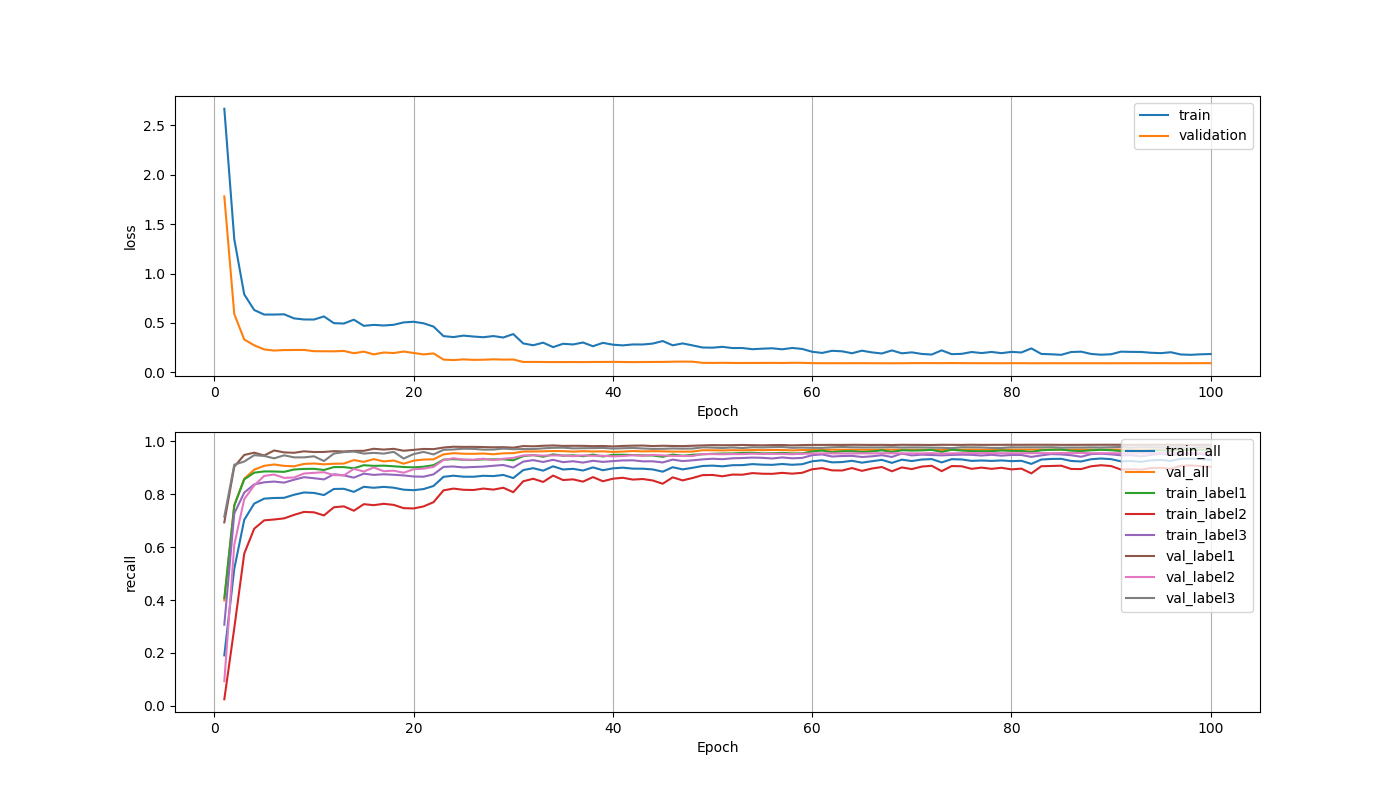 2.5
2.0
1.5
1.0
0.5
0.0
loss
train
validation
0 20 40 60 80 100
Epoch
1.0
0.8
0.6
0.4
0.2
0.0
recall
train_all
val_all
train_label1
train_label2
train_label3
val_label1
val_label2
val_label3
0 20 40 60 80 100
Epoch